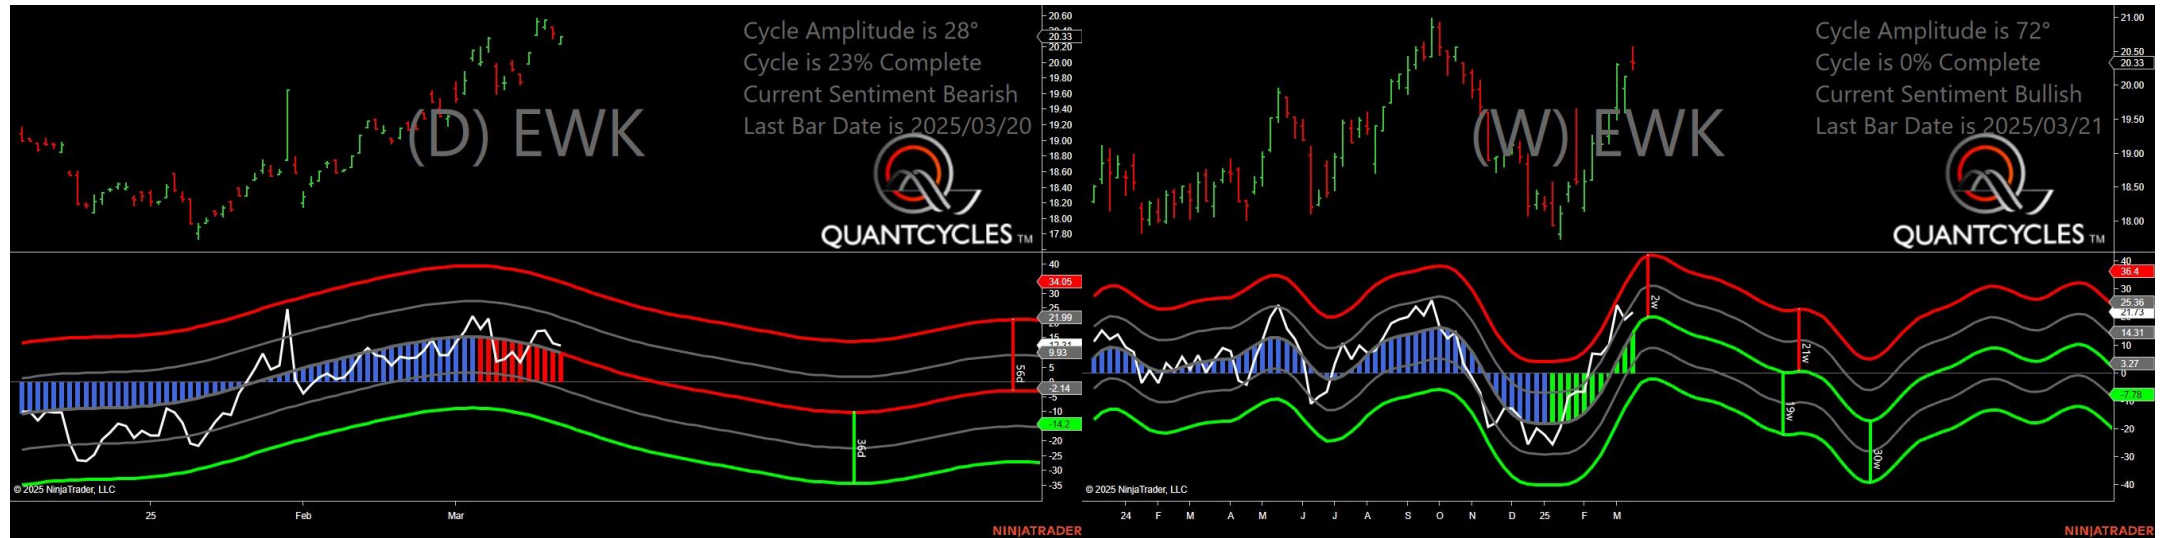 Cycle Amplitude is 28°
Cycle is 23% Complete
Current Sentiment Bearish
Last Bar Date is 2025/03/20
(D) EWK
QUANTCYCLES TM
20.60
20.33
20.20
20.00
19.80
19.60
19.40
19.20
19.00
18.80
18.60
18.40
18.20
18.00
17.80
40
34.05
30
25
21.99
15
9.93
5
0
-2.14
-5
-10
-14.2
-20
-25
-30
-35
56d
36d
© 2025 NinjaTrader, LLC
25 Feb Mar
NINJATRADER
Cycle Amplitude is 72°
Cycle is 0% Complete
Current Sentiment Bullish
Last Bar Date is 2025/03/21
(W) EWK
QUANTCYCLES TM
21.00
20.50
20.33
20.00
19.50
19.00
18.50
18.00
40
36.4
30
25.36
21.73
14.31
10
3.27
0
-7.78
-10
-20
-30
-40
2w
21w
19w
30w
© 2025 NinjaTrader, LLC
24 F M A M J J A S O N D 25 F M
NINJATRADER